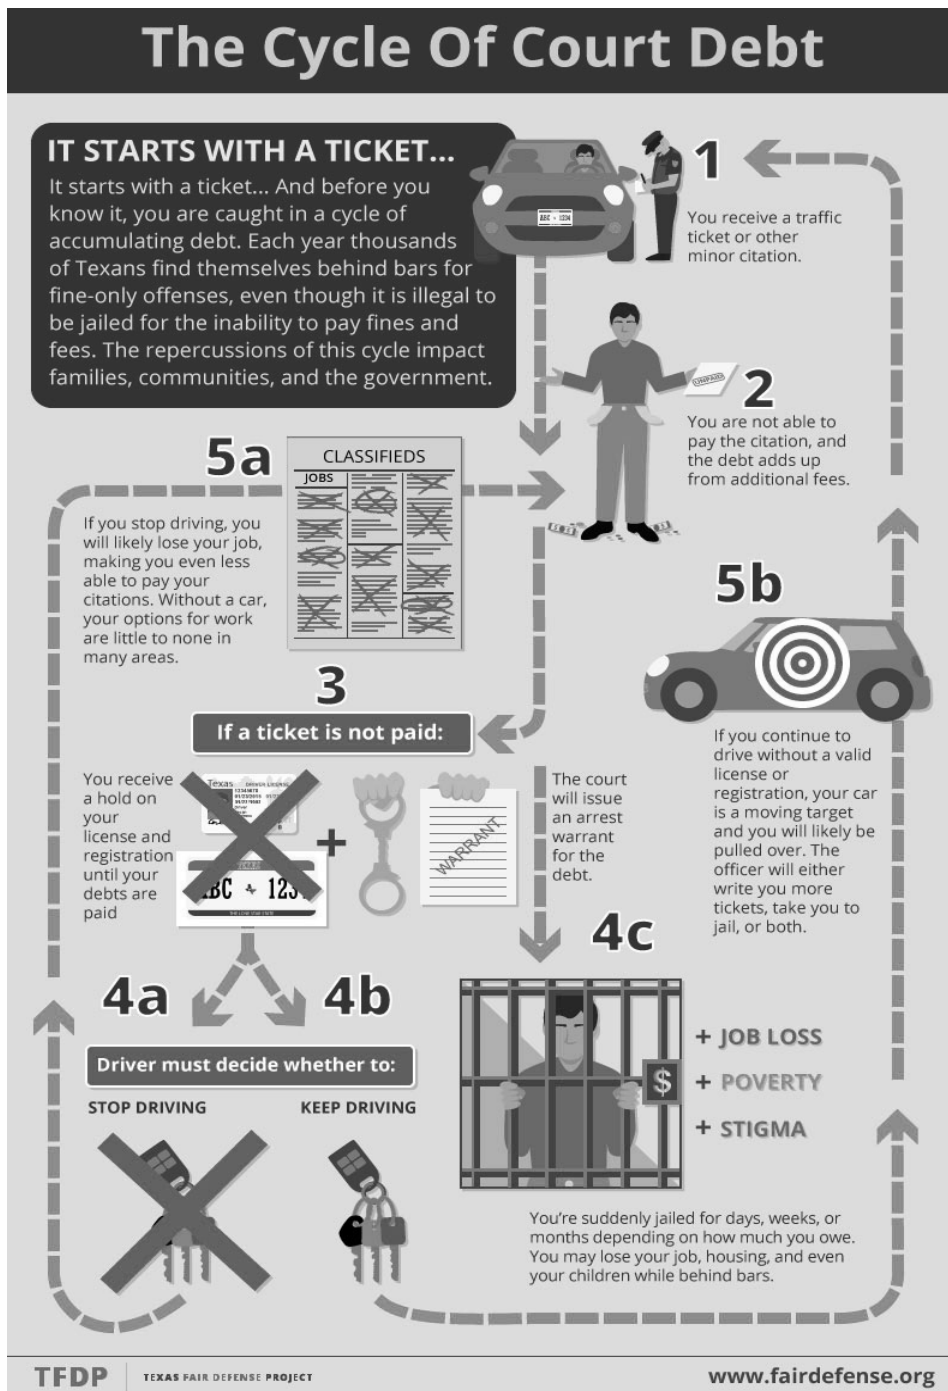 The Cycle Of Court Debt
IT STARTS WITH A TICKET...
It starts with a ticket... And before you
know it, you are caught in a cycle of
accumulating debt. Each year thousands
of Texans find themselves behind bars for
fine-only offenses, even though it is illegal to
be jailed for the inability to pay fines and
fees. The repercussions of this cycle impact
families, communities, and the government.
ABC - 1234
1
You receive a traffic
ticket or other
minor citation.
UNPAID
2
You are not able to
pay the citation, and
the debt adds up
from additional fees.
5a
CLASSIFIEDS
JOBS
If you stop driving, you
will likely lose your job,
making you even less
able to pay your
citations. Without a car,
your options for work
are little to none in
many areas.
5b
If you continue to
drive without a valid
license or
registration, your car
is a moving target
and you will likely be
pulled over. The
officer will either
write you more
tickets, take you to
jail, or both.
3
If a ticket is not paid:
You receive
a hold on
your
license and
registration
until your
debts are
paid
Texas
+
WARRANT
The court
will issue
an arrest
warrant
for the
debt.
4a
4b
Driver must decide whether to:
STOP DRIVING
KEEP DRIVING
4c
$
+ JOB LOSS
+ POVERTY
+ STIGMA
You're suddenly jailed for days, weeks, or
months depending on how much you owe.
You may lose your job, housing, and even
your children while behind bars.
TFDP
TEXAS FAIR DEFENSE PROJECT
www.fairdefense.org